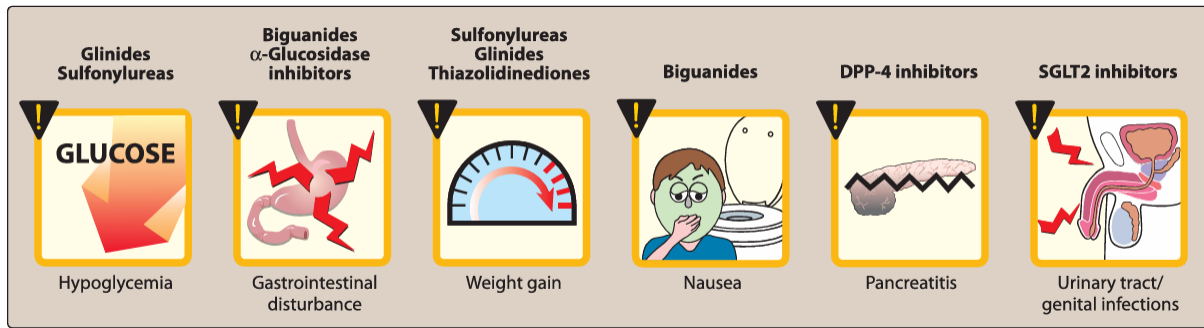 Glinides
Sulfonylureas
Biguanides
α-Glucosidase
inhibitors
Sulfonylureas
Glinides
Thiazolidinediones
Biguanides
DPP-4 inhibitors
SGLT2 inhibitors
!
!
!
!
!
!
GLUCOSE
Hypoglycemia
Gastrointestinal
disturbance
Weight gain
Nausea
Pancreatitis
Urinary tract/
genital infections